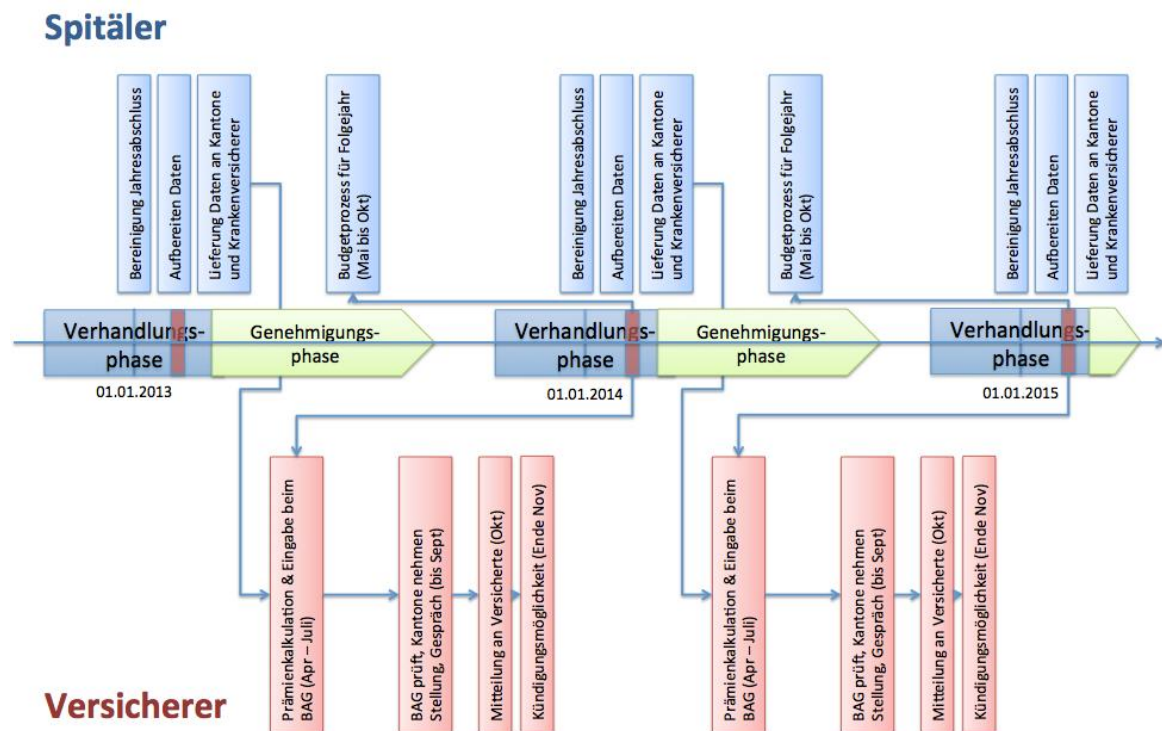 Spitäler
Bereinigung Jahresabschluss
Aufbereiten Daten
Lieferung Daten an Kantone
und Krankenversicherer
Budgetprozess für Folgejahr
(Mai bis Okt)
Bereinigung Jahresabschluss
Aufbereiten Daten
Lieferung Daten an Kantone
und Krankenversicherer
Budgetprozess für Folgejahr
(Mai bis Okt)
Bereinigung Jahresabschluss
Aufbereiten Daten
Lieferung Daten an Kantone
und Krankenversicherer
Verhandlungs-
phase
Genehmigungs-
phase
Verhandlungs-
phase
Genehmigungs-
phase
Verhandlungs-
phase
01.01.2013
01.01.2014
01.01.2015
Prämienkalkulation & Eingabe beim
BAG (Apr – Juli)
BAG prüft, Kantone nehmen
Stellung, Gespräch (bis Sept)
Mitteilung an Versicherte (Okt)
Kündigungsmöglichkeit (Ende Nov)
Prämienkalkulation & Eingabe beim
BAG (Apr – Juli)
BAG prüft, Kantone nehmen
Stellung, Gespräch (bis Sept)
Mitteilung an Versicherte (Okt)
Kündigungsmöglichkeit (Ende Nov)
Versicherer